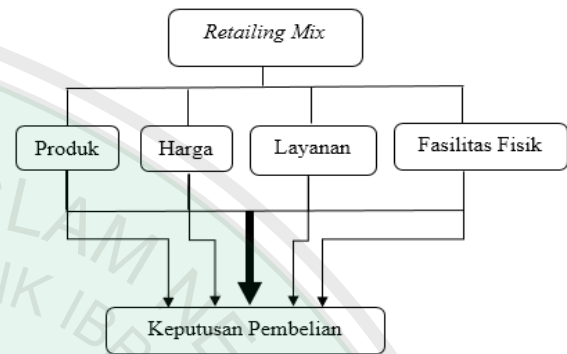 Retailing Mix
Produk
Harga
Layanan
Fasilitas Fisik
Keputusan Pembelian